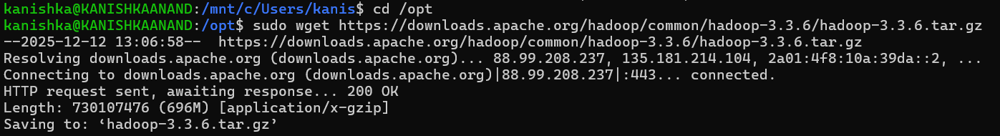 kanishka@KANISHKAANAND:/mnt/c/Users/kanis$ cd /opt
kanishka@KANISHKAANAND:/opt$ sudo wget https://downloads.apache.org/hadoop/common/hadoop-3.3.6/hadoop-3.3.6.tar.gz
--2025-12-12 13:06:58--  https://downloads.apache.org/hadoop/common/hadoop-3.3.6/hadoop-3.3.6.tar.gz
Resolving downloads.apache.org (downloads.apache.org)... 88.99.208.237, 135.181.214.104, 2a01:4f8:10a:39da::2, ...
Connecting to downloads.apache.org (downloads.apache.org)|88.99.208.237|:443... connected.
HTTP request sent, awaiting response... 200 OK
Length: 730107476 (696M) [application/x-gzip]
Saving to: ‘hadoop-3.3.6.tar.gz’